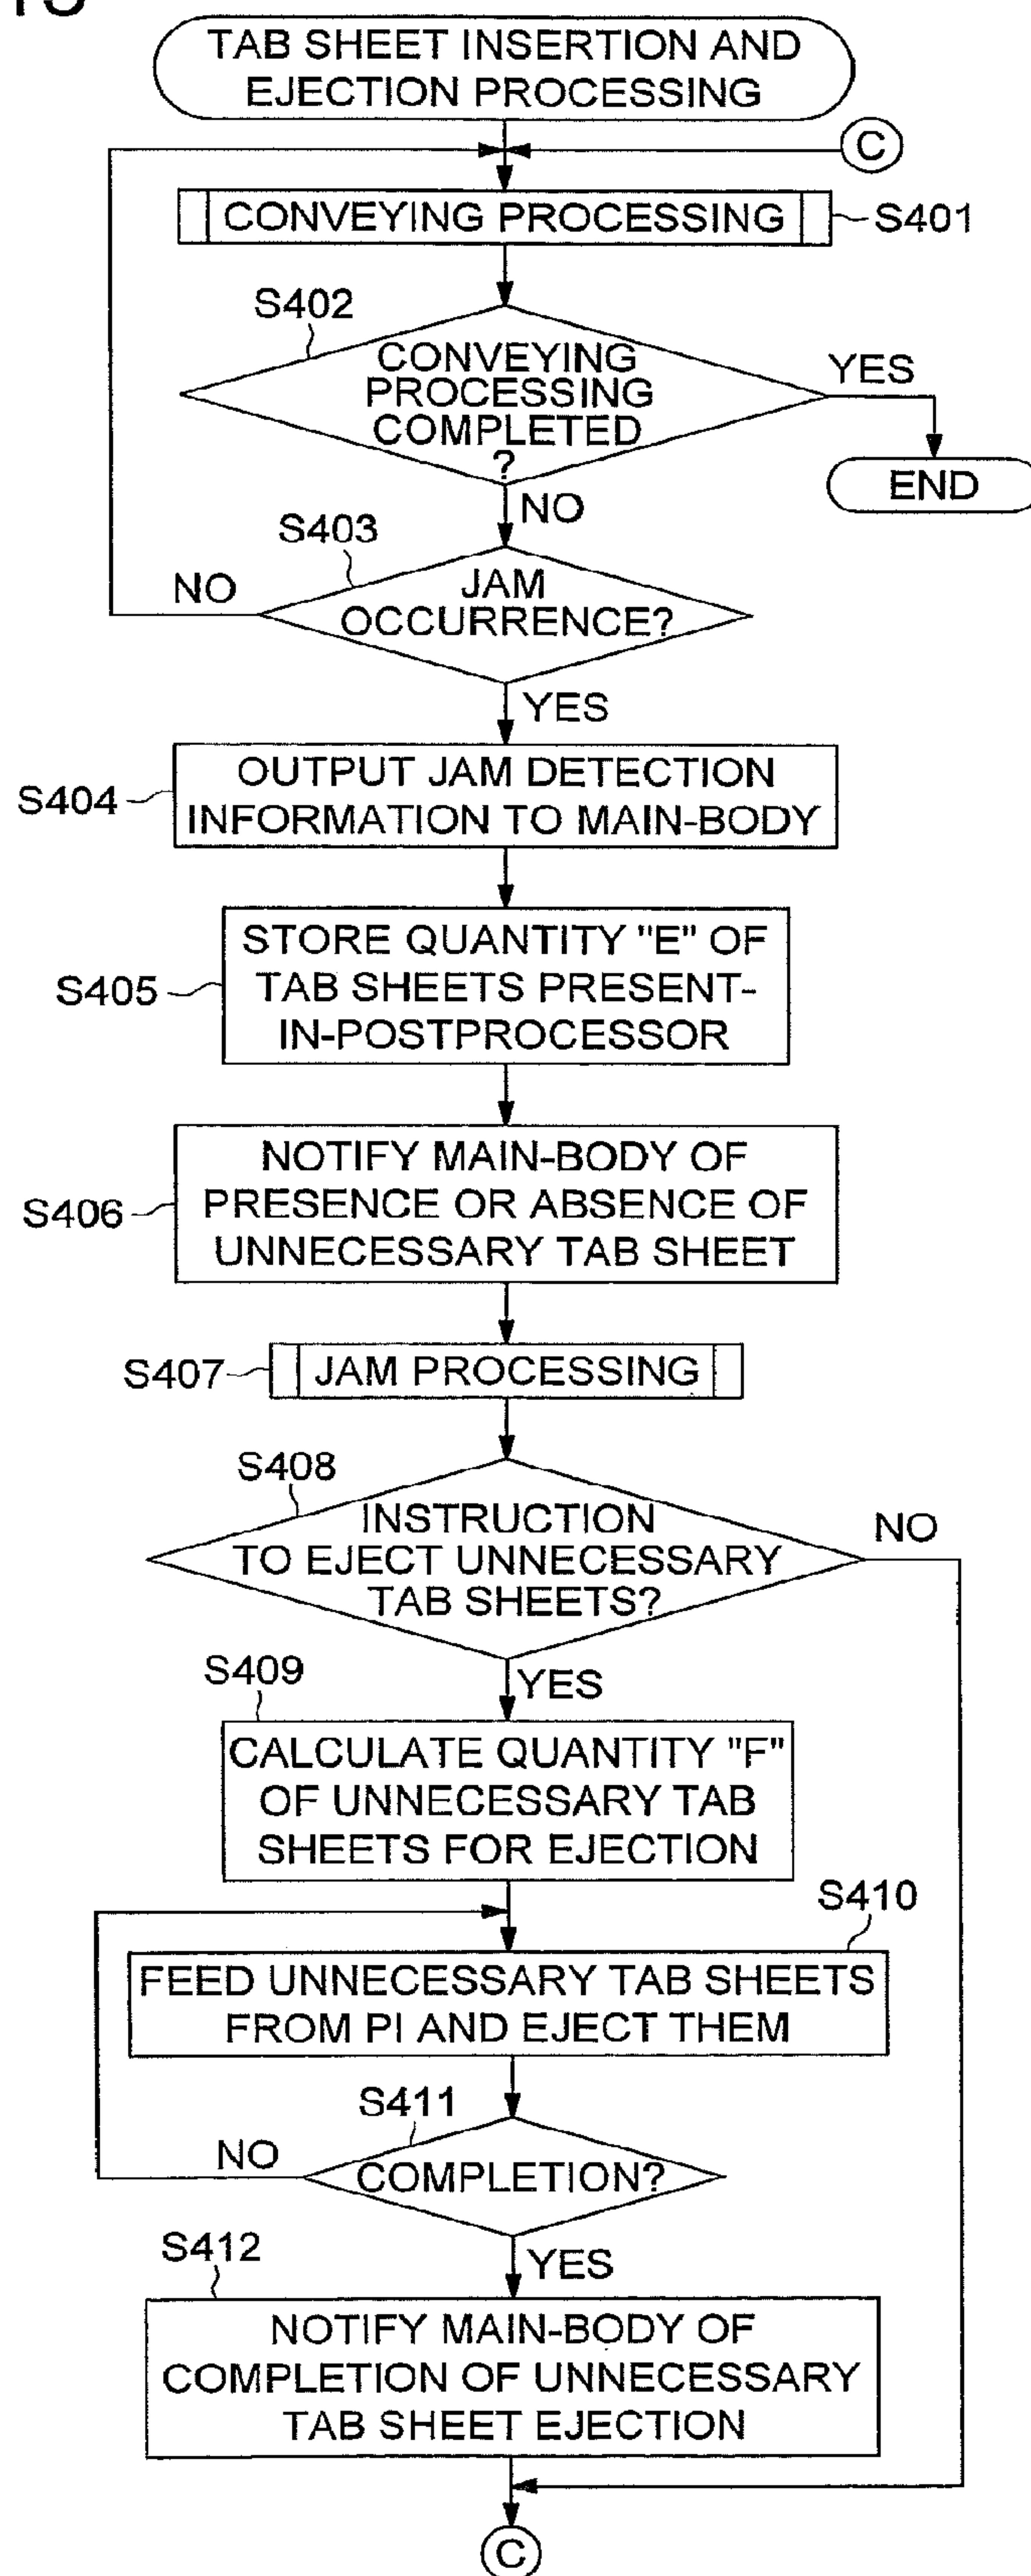 TAB SHEET INSERTION AND
EJECTION PROCESSING
C
CONVEYING PROCESSING
S401
S402
CONVEYING
PROCESSING
COMPLETED
?
YES
END
NO
S403
JAM
OCCURRENCE?
NO
YES
S404
OUTPUT JAM DETECTION
INFORMATION TO MAIN-BODY
S405
STORE QUANTITY "E" OF
TAB SHEETS PRESENT-
IN-POSTPROCESSOR
S406
NOTIFY MAIN-BODY OF
PRESENCE OR ABSENCE OF
UNNECESSARY TAB SHEET
S407
JAM PROCESSING
S408
INSTRUCTION
TO EJECT UNNECESSARY
TAB SHEETS?
NO
YES
S409
CALCULATE QUANTITY "F"
OF UNNECESSARY TAB
SHEETS FOR EJECTION
S410
FEED UNNECESSARY TAB SHEETS
FROM PI AND EJECT THEM
S411
COMPLETION?
NO
YES
S412
NOTIFY MAIN-BODY OF
COMPLETION OF UNNECESSARY
TAB SHEET EJECTION
C